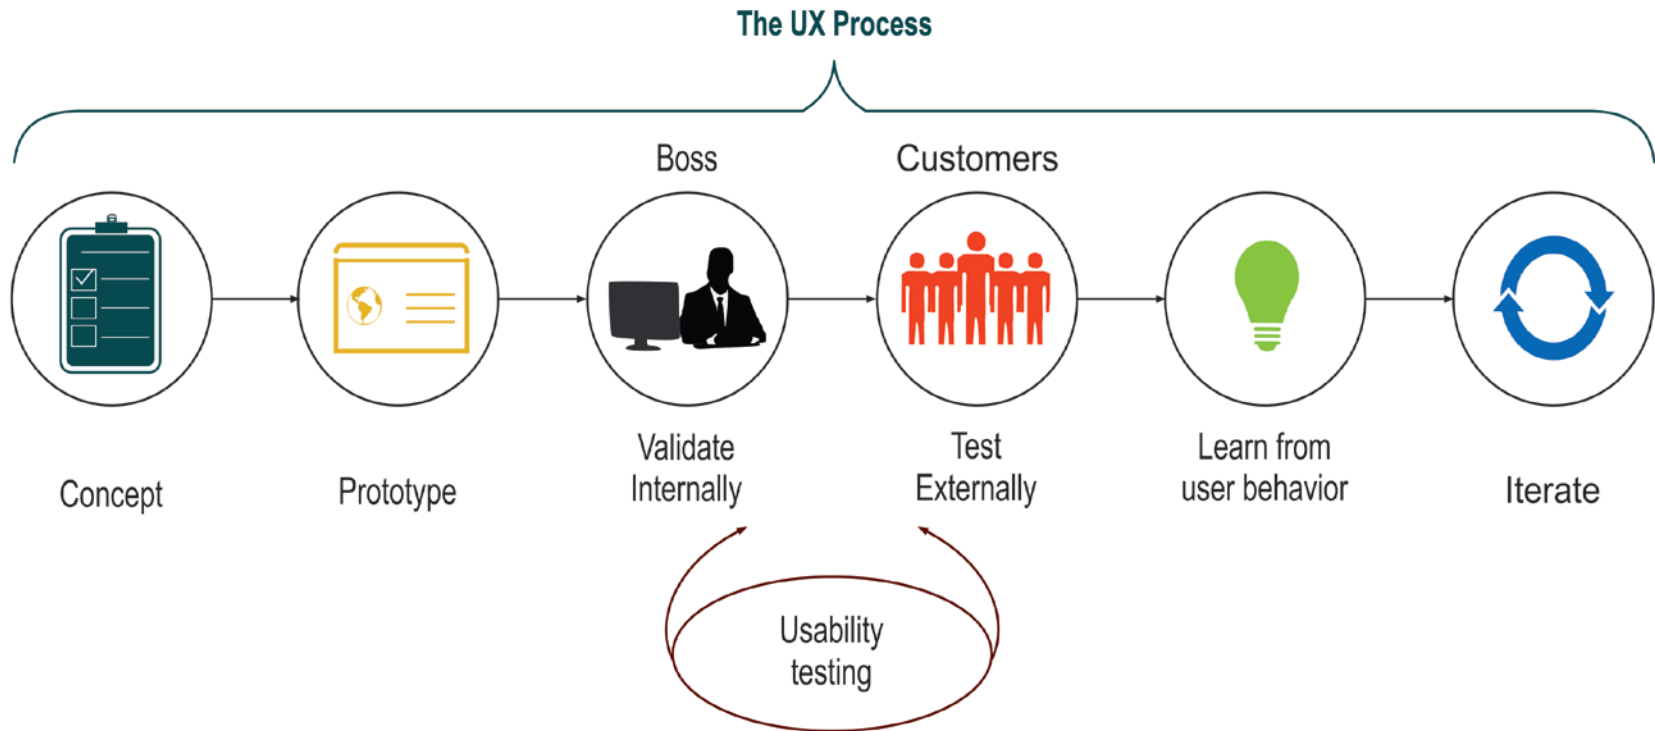 The UX Process
Boss
Customers
Concept
Prototype
Validate
Internally
Test
Externally
Learn from
user behavior
Iterate
Usability
testing